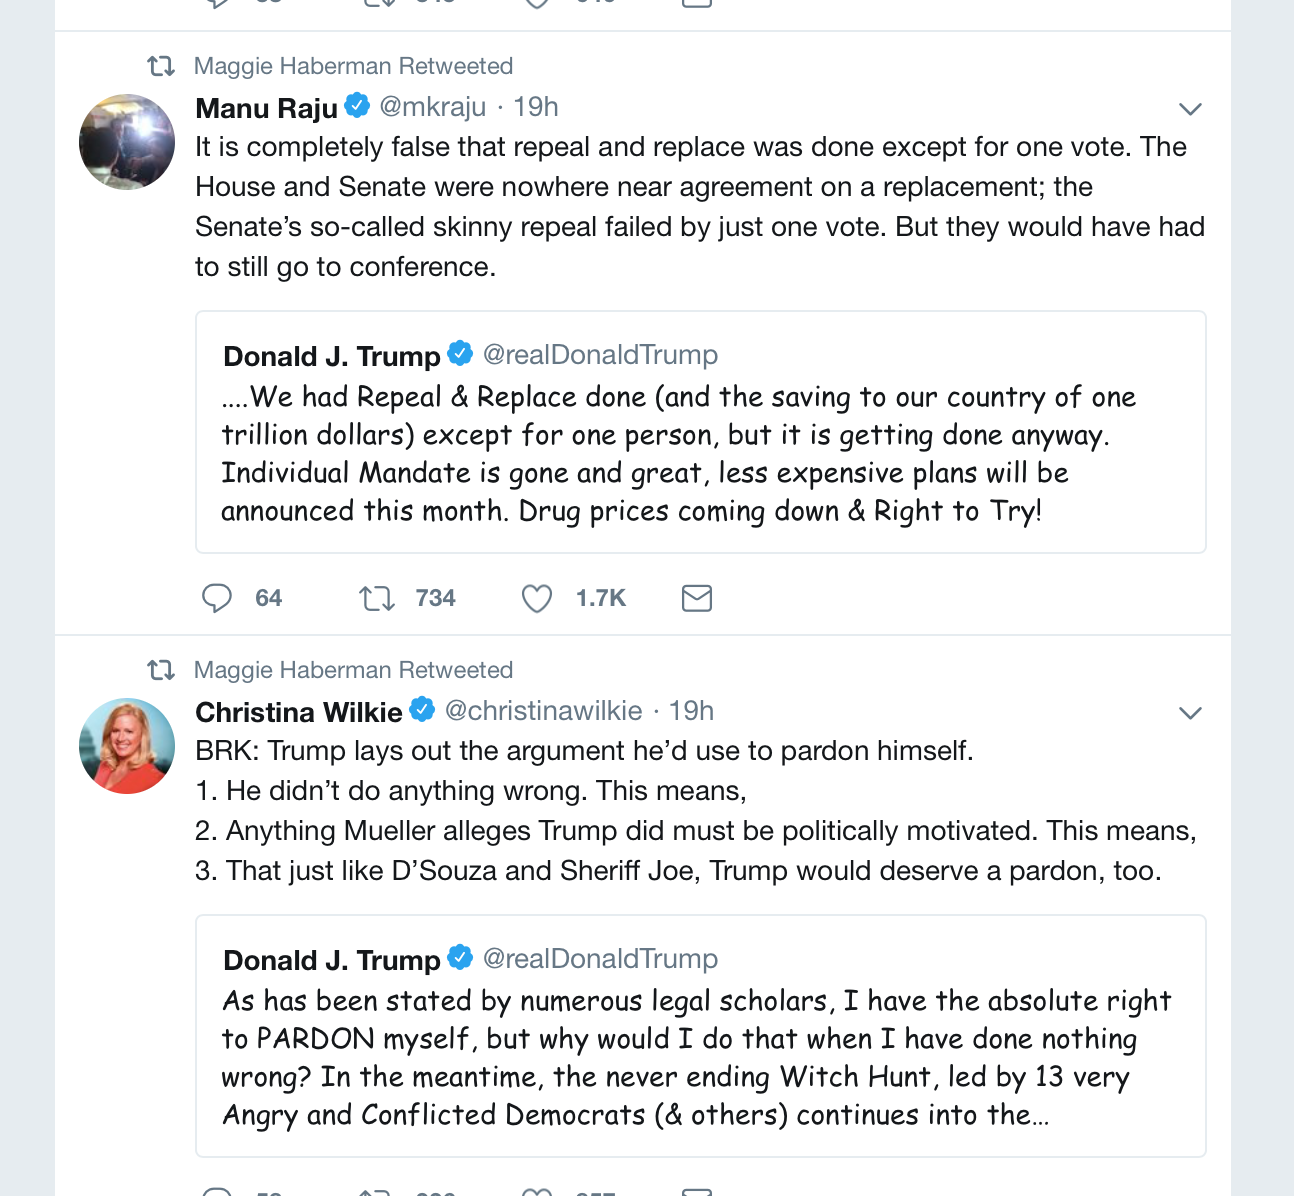 Maggie Haberman Retweeted
Manu Raju @mkraju · 19h
It is completely false that repeal and replace was done except for one vote. The
House and Senate were nowhere near agreement on a replacement; the
Senate’s so-called skinny repeal failed by just one vote. But they would have had
to still go to conference.
Donald J. Trump @realDonaldTrump
....We had Repeal & Replace done (and the saving to our country of one
trillion dollars) except for one person, but it is getting done anyway.
Individual Mandate is gone and great, less expensive plans will be
announced this month. Drug prices coming down & Right to Try!
64 734 1.7K
Maggie Haberman Retweeted
Christina Wilkie @christinawilkie · 19h
BRK: Trump lays out the argument he’d use to pardon himself.
1. He didn’t do anything wrong. This means,
2. Anything Mueller alleges Trump did must be politically motivated. This means,
3. That just like D’Souza and Sheriff Joe, Trump would deserve a pardon, too.
Donald J. Trump @realDonaldTrump
As has been stated by numerous legal scholars, I have the absolute right
to PARDON myself, but why would I do that when I have done nothing
wrong? In the meantime, the never ending Witch Hunt, led by 13 very
Angry and Conflicted Democrats (& others) continues into the...